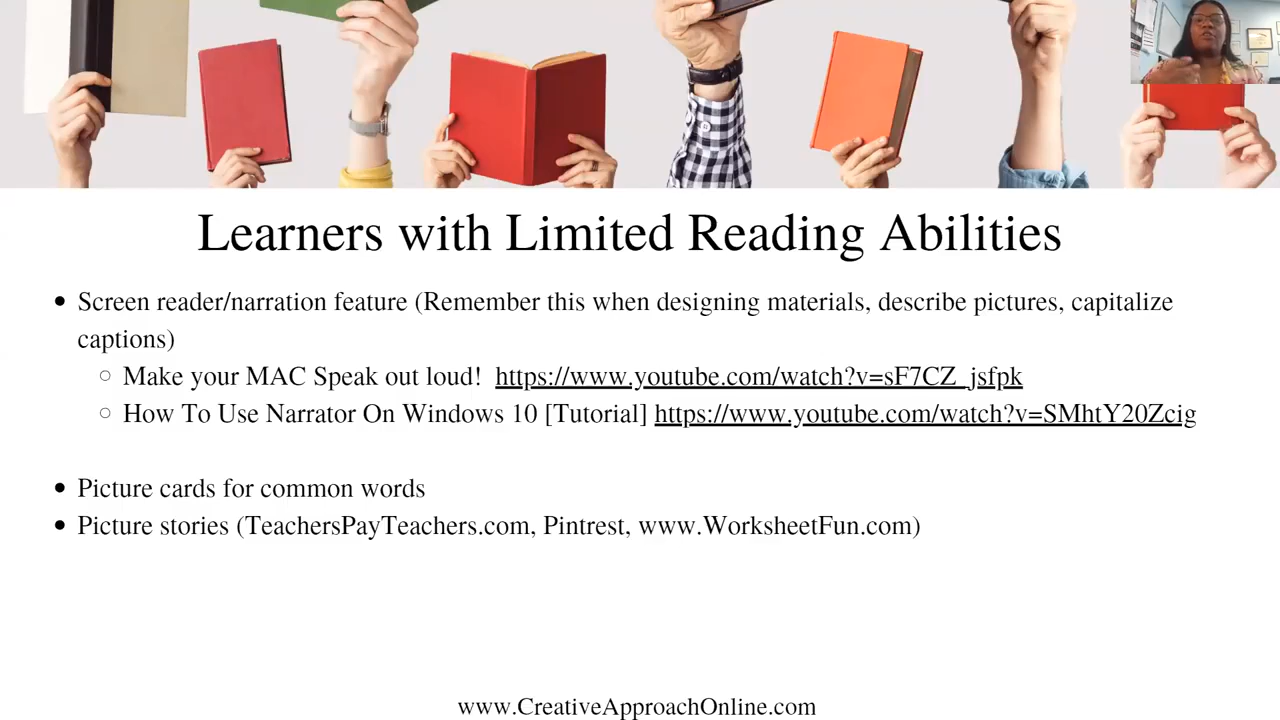 Learners with Limited Reading Abilities
• Screen reader/narration feature (Remember this when designing materials, describe pictures, capitalize
captions)
○ Make your MAC Speak out loud! https://www.youtube.com/watch?v=sF7CZ_jsfpk
○ How To Use Narrator On Windows 10 [Tutorial] https://www.youtube.com/watch?v=SMhtY20Zcig
• Picture cards for common words
• Picture stories (TeachersPayTeachers.com, Pintrest, www.WorksheetFun.com)
www.CreativeApproachOnline.com